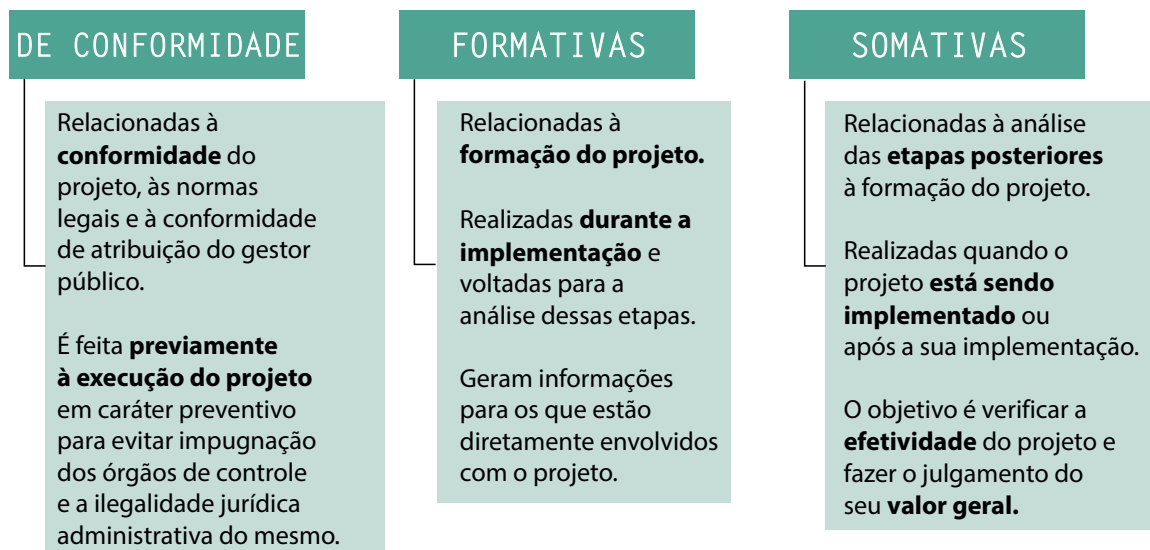 DE CONFORMIDADE
Relacionadas à
conformidade do
projeto, às normas
legais e à conformidade
de atribuição do gestor
público.
É feita previamente
à execução do projeto
em caráter preventivo
para evitar impugnação
dos órgãos de controle
e a ilegalidade jurídica
administrativa do mesmo.
FORMATIVAS
Relacionadas à
formação do projeto.
Realizadas durante a
implementação e
voltadas para a
análise dessas etapas.
Geram informações
para os que estão
diretamente envolvidos
com o projeto.
SOMATIVAS
Relacionadas à análise
das etapas posteriores
à formação do projeto.
Realizadas quando o
projeto está sendo
implementado ou
após a sua implementação.
O objetivo é verificar a
efetividade do projeto e
fazer o julgamento do
seu valor geral.